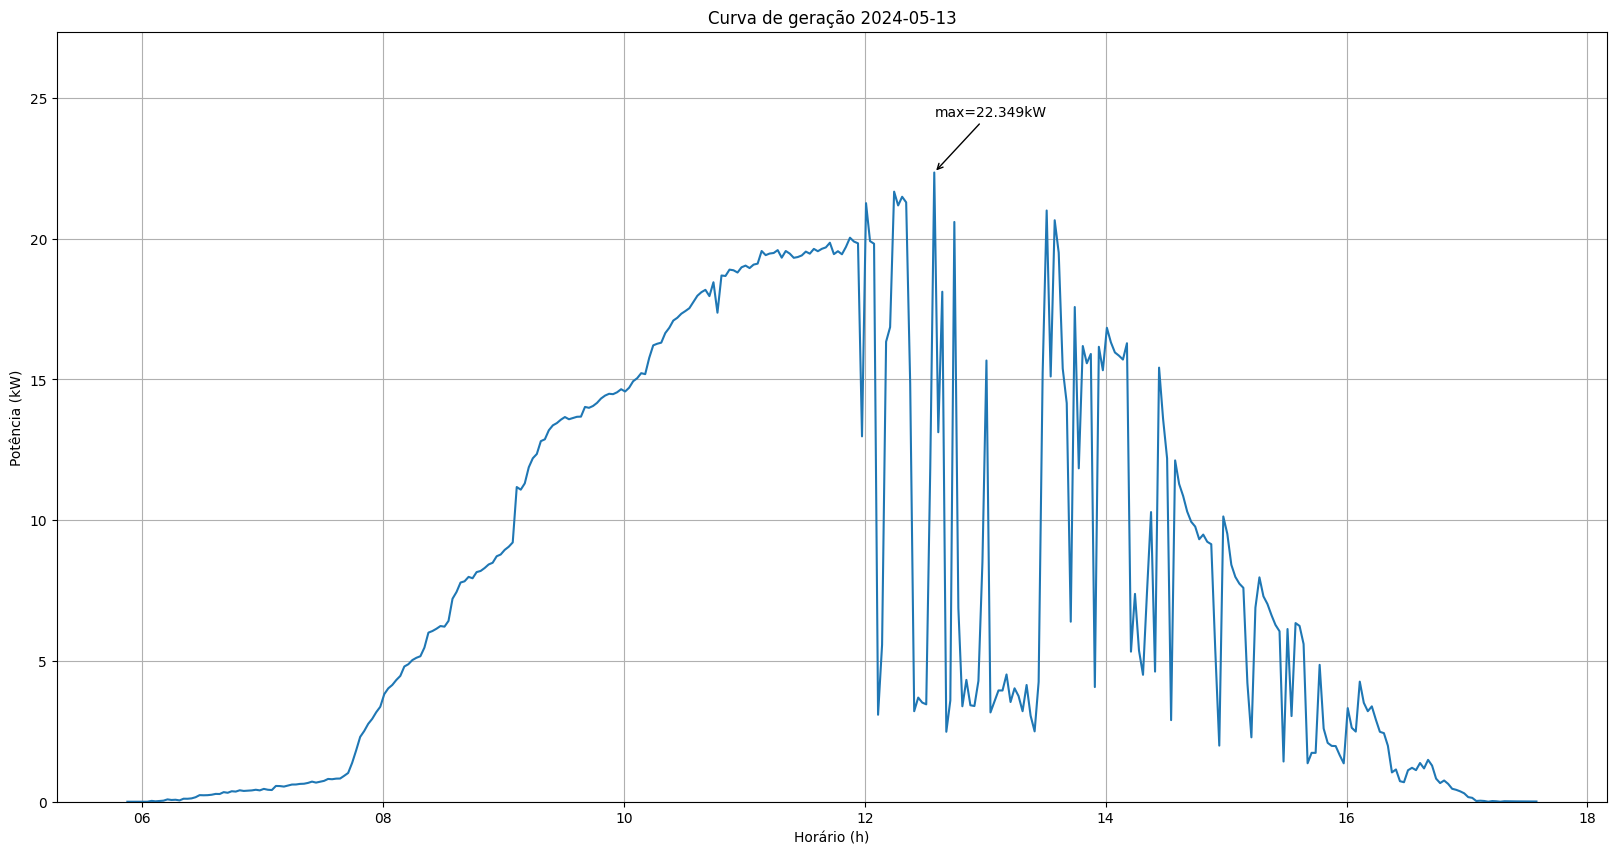 Curva de geração 2024-05-13
25
max=22.349kW
20
15
Potência (kW)
10
5
0
06 08 10 12 14 16 18
Horário (h)